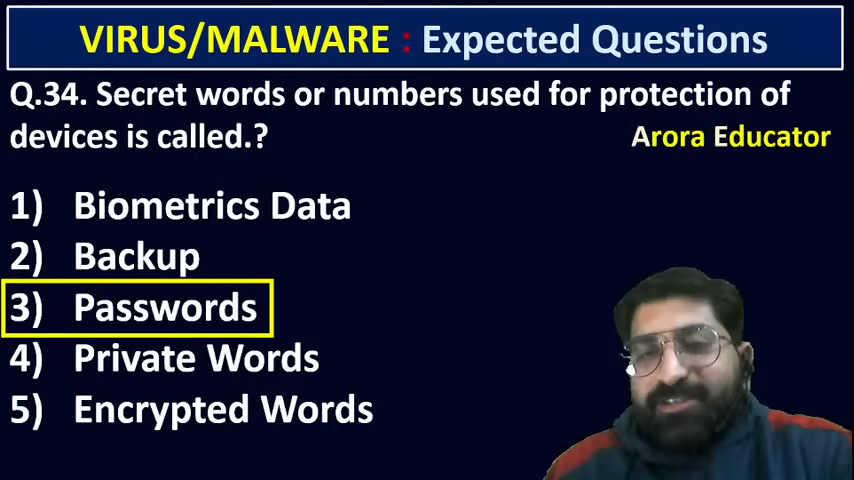 VIRUS/MALWARE : Expected Questions
Q.34. Secret words or numbers used for protection of
devices is called.?
Arora Educator
1) Biometrics Data
2) Backup
3) Passwords
4) Private Words
5) Encrypted Words